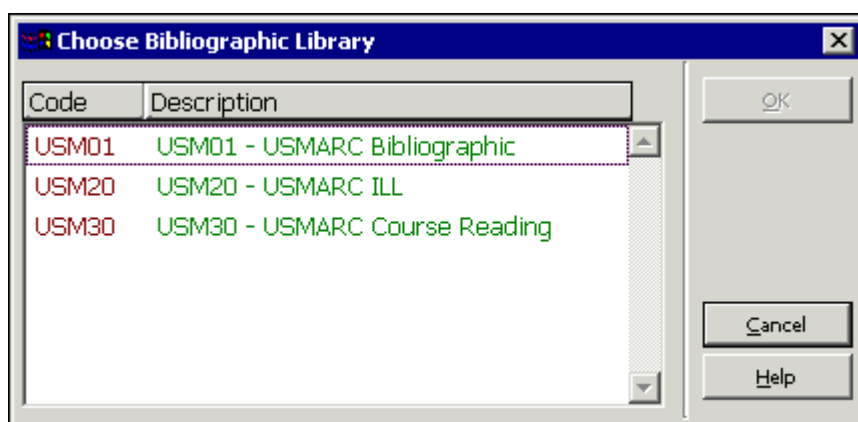 Choose Bibliographic Library
Code Description
USM01 USM01 - USMARC Bibliographic
USM20 USM20 - USMARC ILL
USM30 USM30 - USMARC Course Reading
OK
Cancel
Help